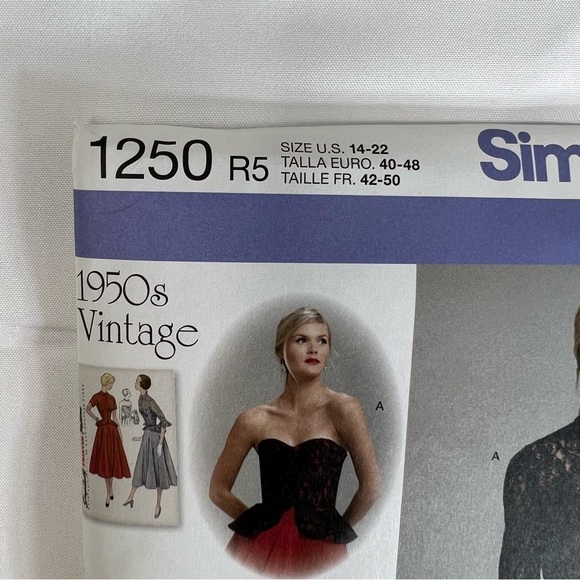 1250 R5
SIZE U.S. 14-22
TALLA EURO. 40-48
TAILLE FR. 42-50
Sim
1950s
Vintage
A
A